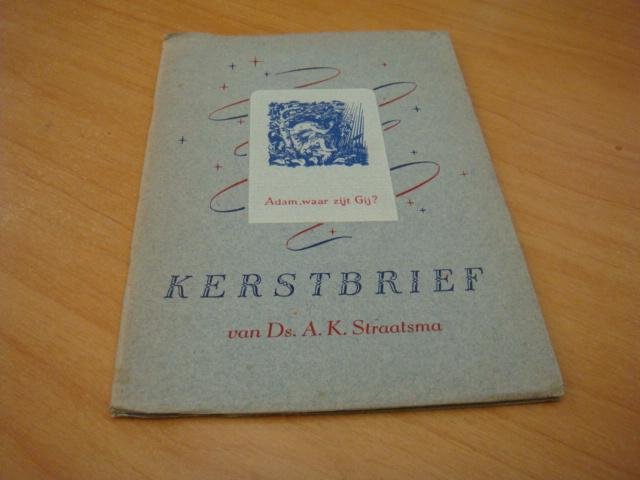 Adam, waar zijt Gij?
KERSTBRIEF
van Ds. A. K. Straatsma